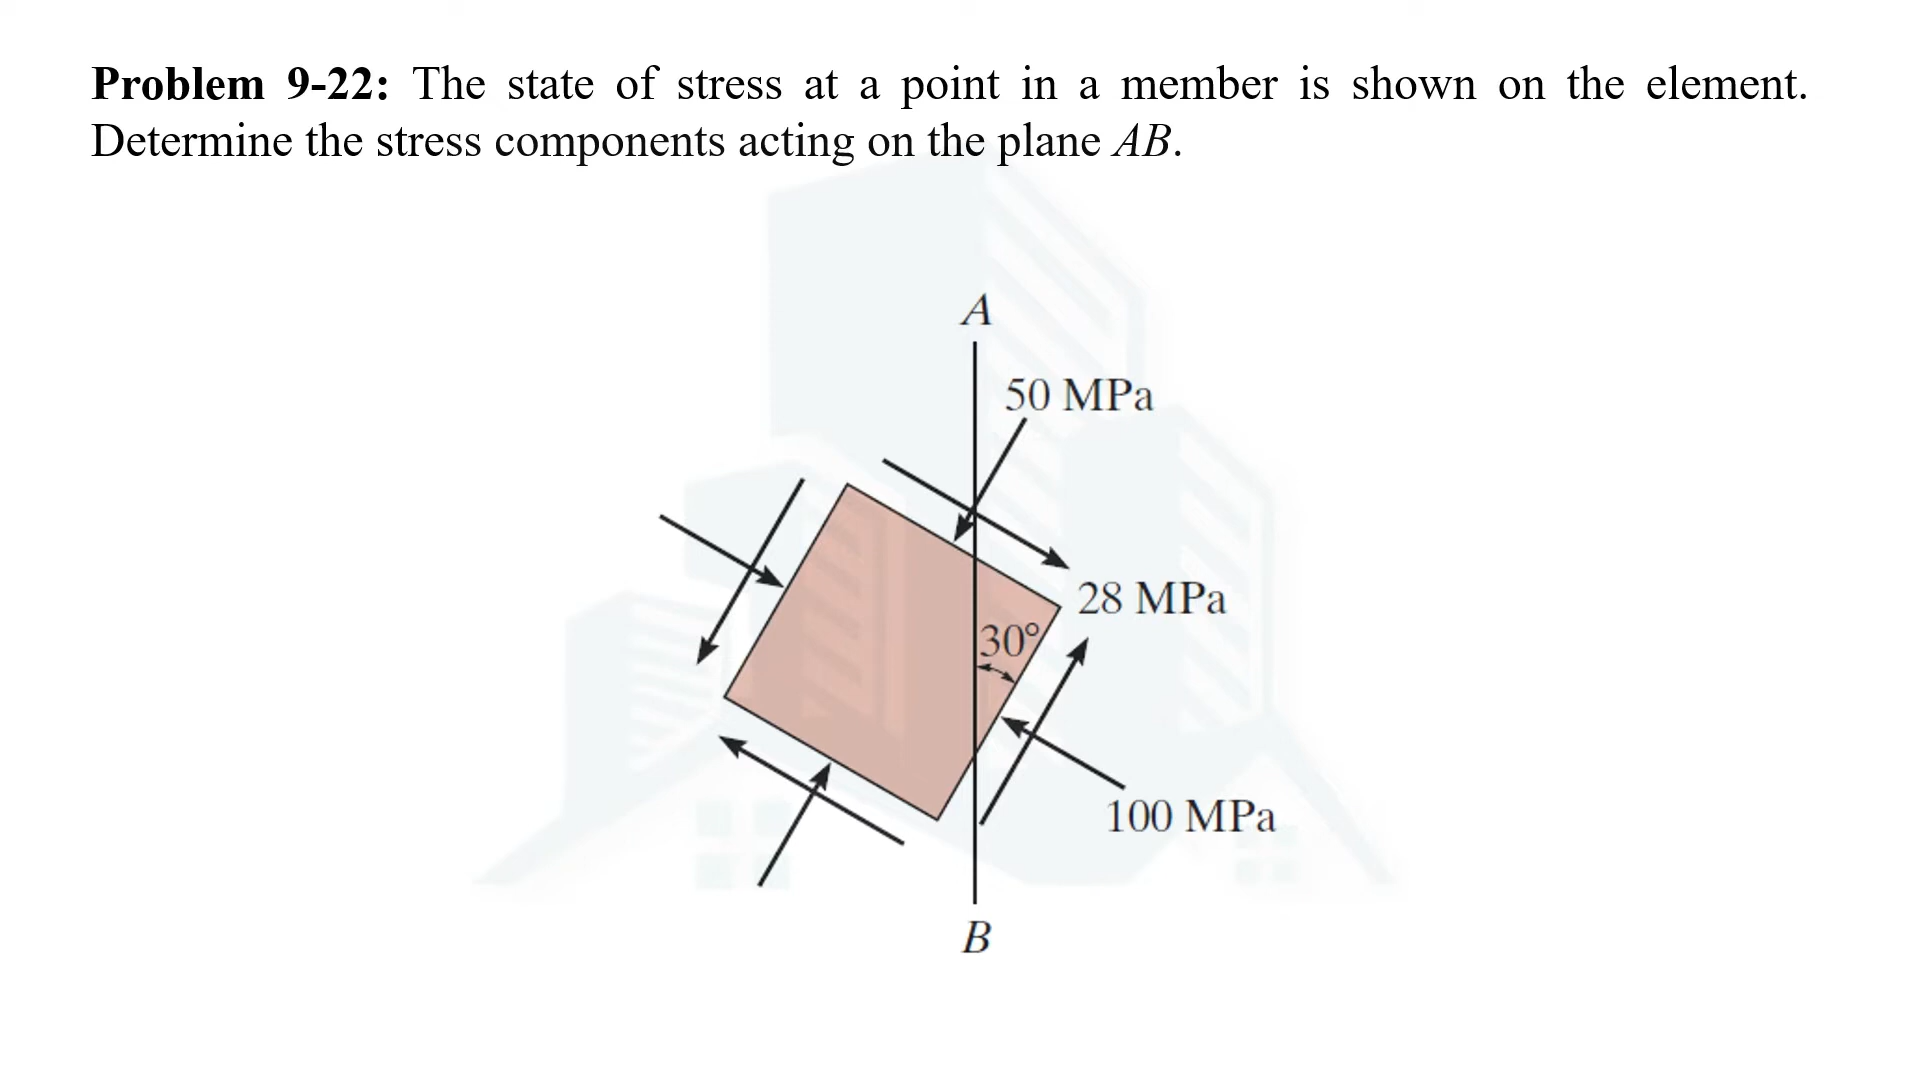 Problem 9-22: The state of stress at a point in a member is shown on the element.
Determine the stress components acting on the plane AB.
A
50 MPa
28 MPa
30°
100 MPa
B